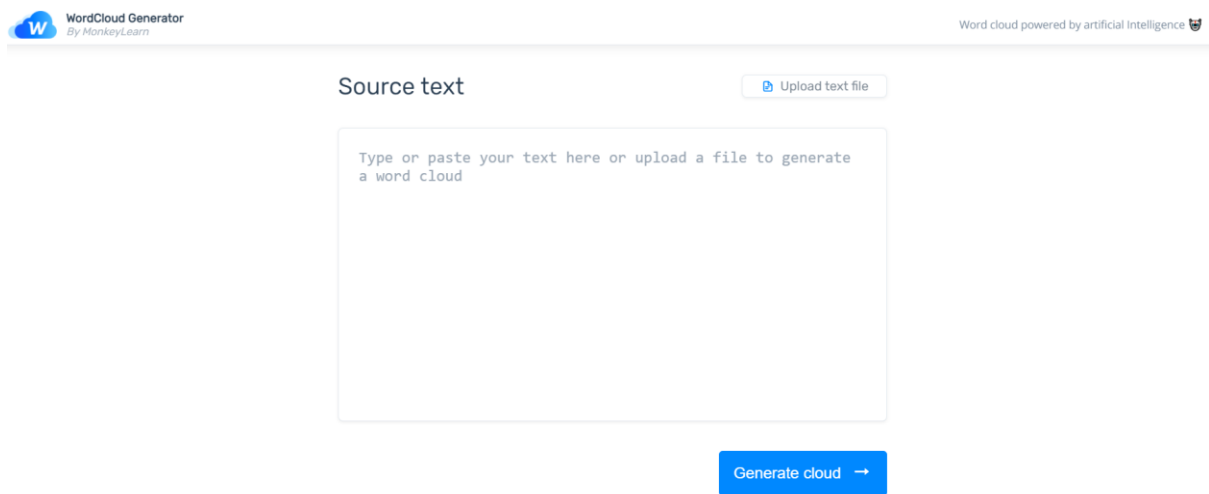 W
WordCloud Generator
By MonkeyLearn
Word cloud powered by artificial Intelligence
Source text
Upload text file
Type or paste your text here or upload a file to generate
a word cloud
Generate cloud →